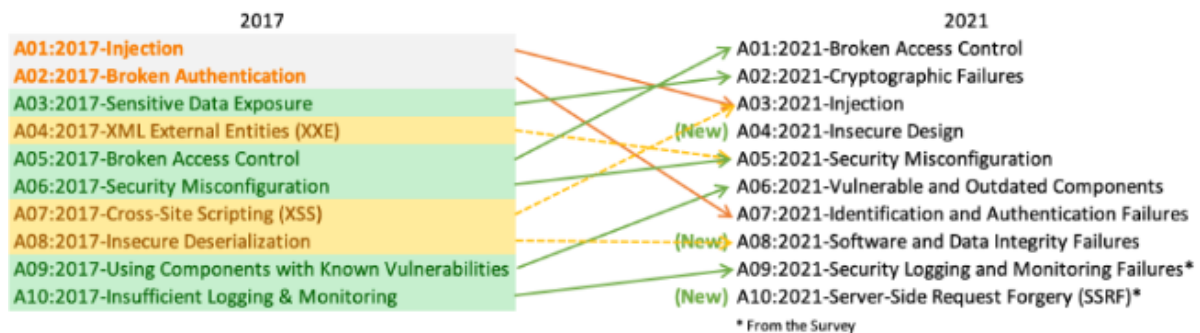 2017
A01:2017-Injection
A02:2017-Broken Authentication
A03:2017-Sensitive Data Exposure
A04:2017-XML External Entities (XXE)
A05:2017-Broken Access Control
A06:2017-Security Misconfiguration
A07:2017-Cross-Site Scripting (XSS)
A08:2017-Insecure Deserialization
A09:2017-Using Components with Known Vulnerabilities
A10:2017-Insufficient Logging & Monitoring
2021
A01:2021-Broken Access Control
A02:2021-Cryptographic Failures
A03:2021-Injection
(New) A04:2021-Insecure Design
A05:2021-Security Misconfiguration
A06:2021-Vulnerable and Outdated Components
A07:2021-Identification and Authentication Failures
(New) A08:2021-Software and Data Integrity Failures
A09:2021-Security Logging and Monitoring Failures*
(New) A10:2021-Server-Side Request Forgery (SSRF)*
* From the Survey